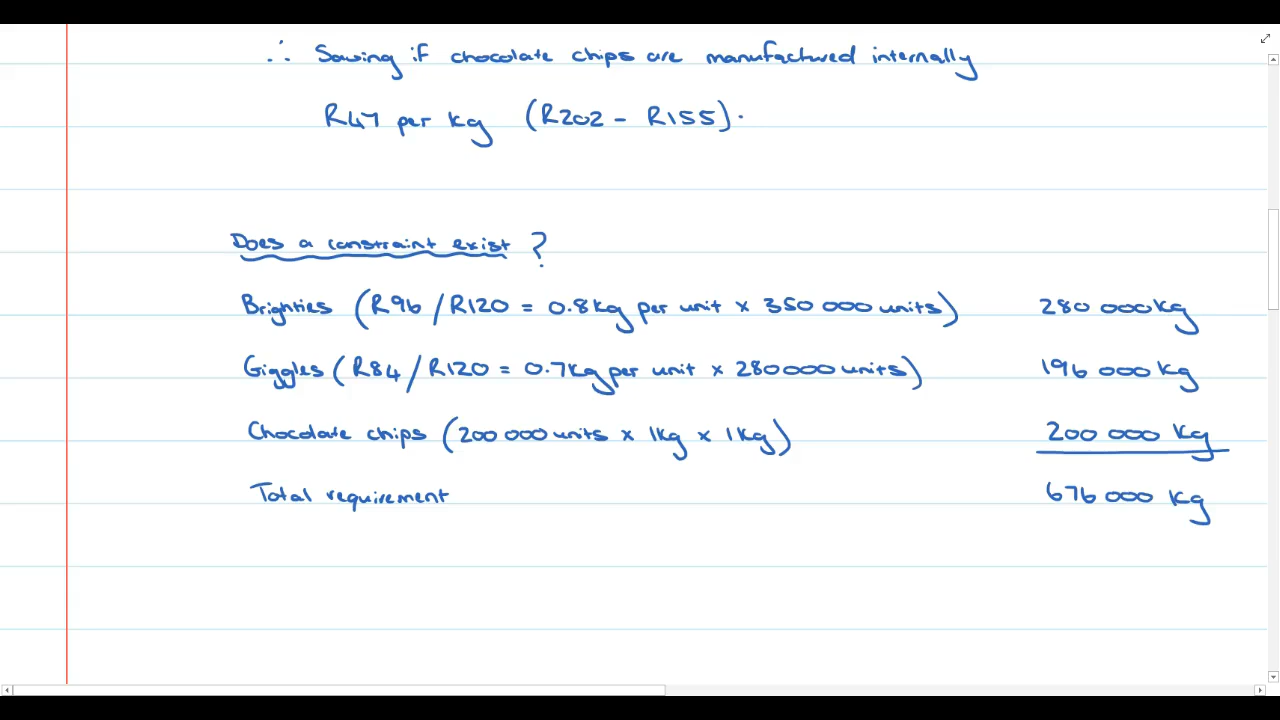 ∴ Saving if chocolate chips are manufactured internally
R47 per kg (R202 - R155).
Does a constraint exist ?
Brighties (R96 / R120 = 0.8kg per unit × 350 000 units) 280 000kg
Giggles (R84 / R120 = 0.7kg per unit × 280000 units) 196 000 kg
Chocolate chips (200 000 units × 1kg × 1kg) 200 000 kg
Total requirement 676 000 kg